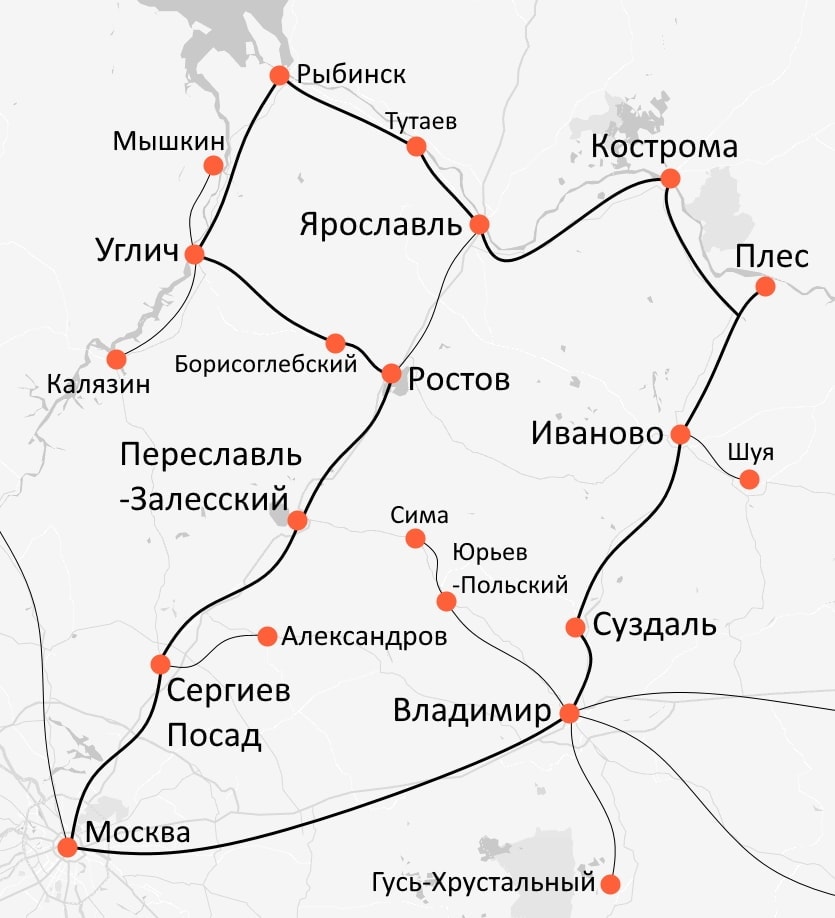 Рыбинск
Тутаев
Мышкин
Кострома
Ярославль
Углич
Плес
Борисоглебский
Калязин
Ростов
Иваново
Шуя
Переславль
-Залесский
Сима
Юрьев
-Польский
Александров
Суздаль
Сергиев
Посад
Владимир
Москва
Гусь-Хрустальный